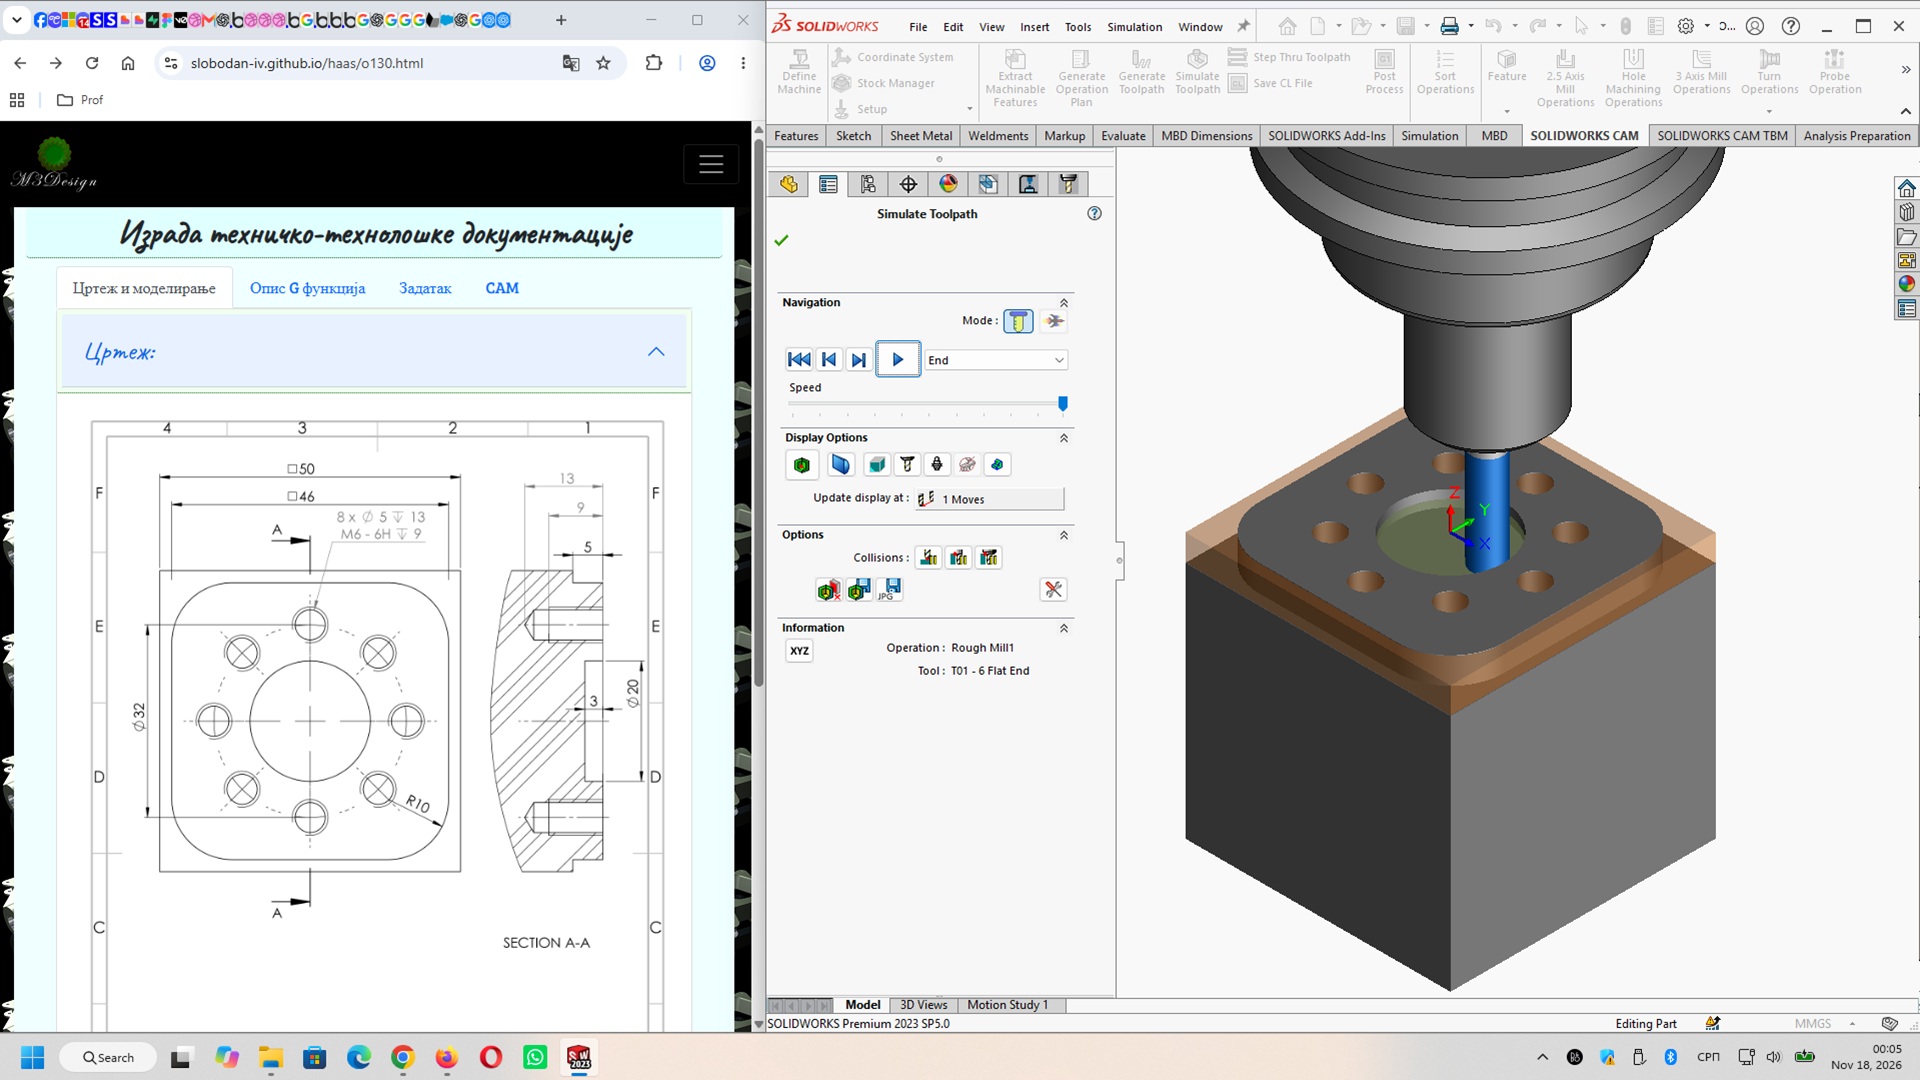 slobodan-iv.github.io/haas/o130.html
Prof
M3Design
Израда техничко-технолошке документације
Цртеж и моделирање
Опис G функција
Задатак
CAM
Цртеж:
4 3 2 1
F
F
E
E
D
D
C
C
□50
□46
8 x ∅ 5 ↧ 13
M6 - 6H ↧ 9
A
A
13
9
5
3
∅32
∅20
R10
SECTION A-A
SOLIDWORKS
File Edit View Insert Tools Simulation Window
Define Machine
Coordinate System
Stock Manager
Setup
Extract Machinable Features
Generate Operation Plan
Generate Toolpath
Simulate Toolpath
Step Thru Toolpath
Save CL File
Post Process
Sort Operations
Feature
2.5 Axis Mill Operations
Hole Machining Operations
3 Axis Mill Operations
Turn Operations
Probe Operation
Features Sketch Sheet Metal Weldments Markup Evaluate MBD Dimensions SOLIDWORKS Add-Ins Simulation MBD SOLIDWORKS CAM SOLIDWORKS CAM TBM Analysis Preparation
Simulate Toolpath
Navigation
Mode :
End
Speed
Display Options
Update display at : 1 Moves
Options
Collisions :
JPG
Information
XYZ
Operation : Rough Mill1
Tool : T01 - 6 Flat End
Z
Y
X
Model 3D Views Motion Study 1
SOLIDWORKS Premium 2023 SP5.0
Editing Part
MMGS
Search
СРП
00:05
Nov 18, 2026